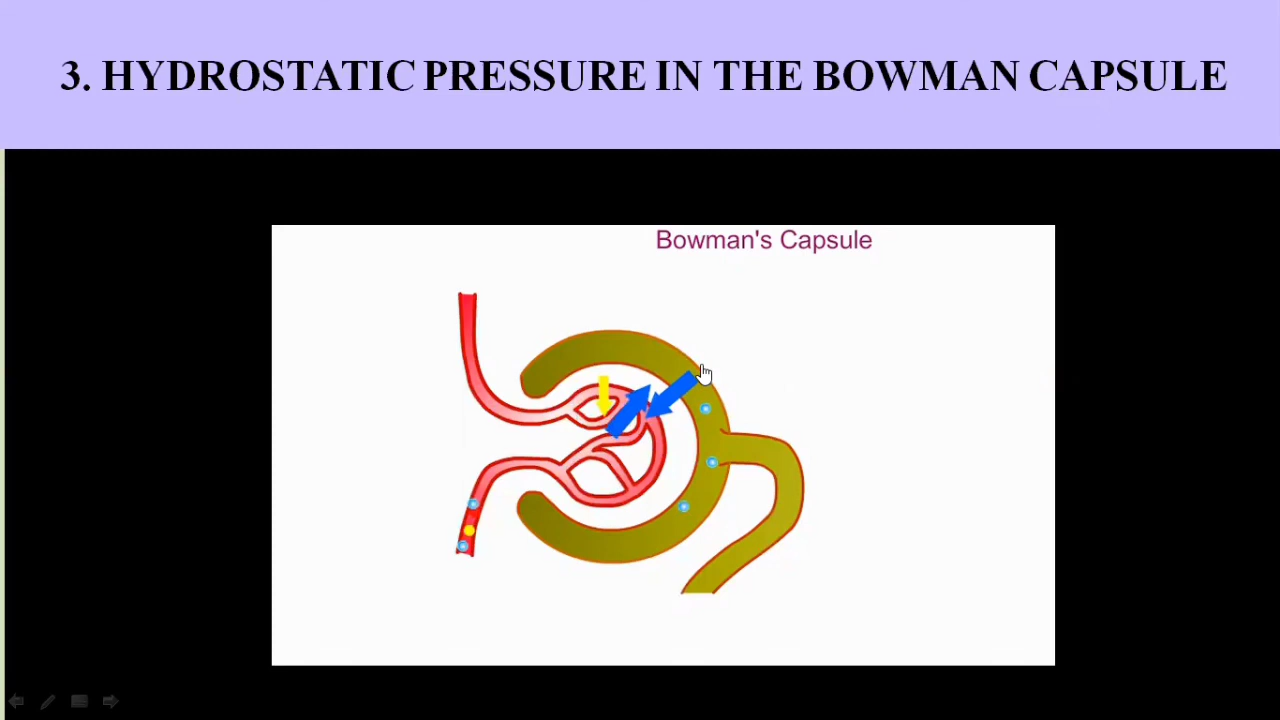 3. HYDROSTATIC PRESSURE IN THE BOWMAN CAPSULE
Bowman's Capsule